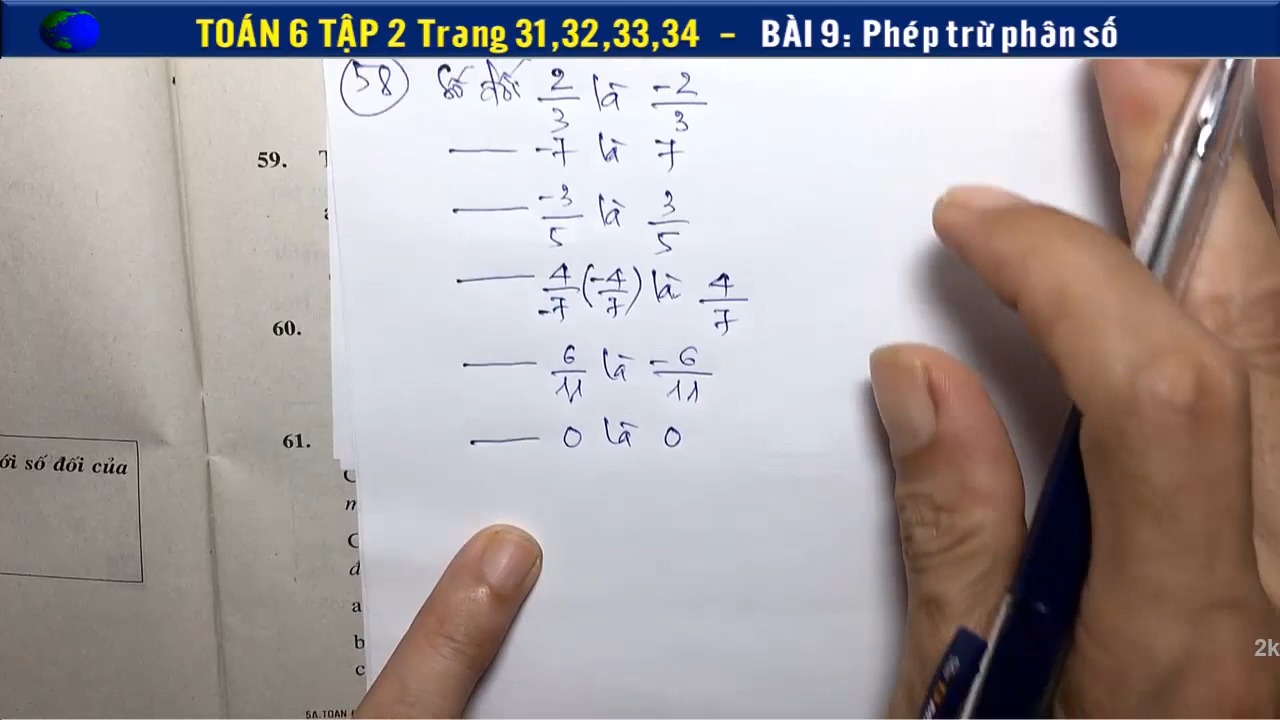 TOÁN 6 TẬP 2 Trang 31,32,33,34 – BÀI 9: Phép trừ phân số
58 Số đối 2/3 là -2/3
—— -7 là 7
59.
—— -3/5 là 3/5
—— 4/-7 (-4/7) là 4/7
60.
—— 6/11 là -6/11
—— 0 là 0
61.
ới số đối của
C
m
C
đ
a
b
c
5A.TOAN
2k